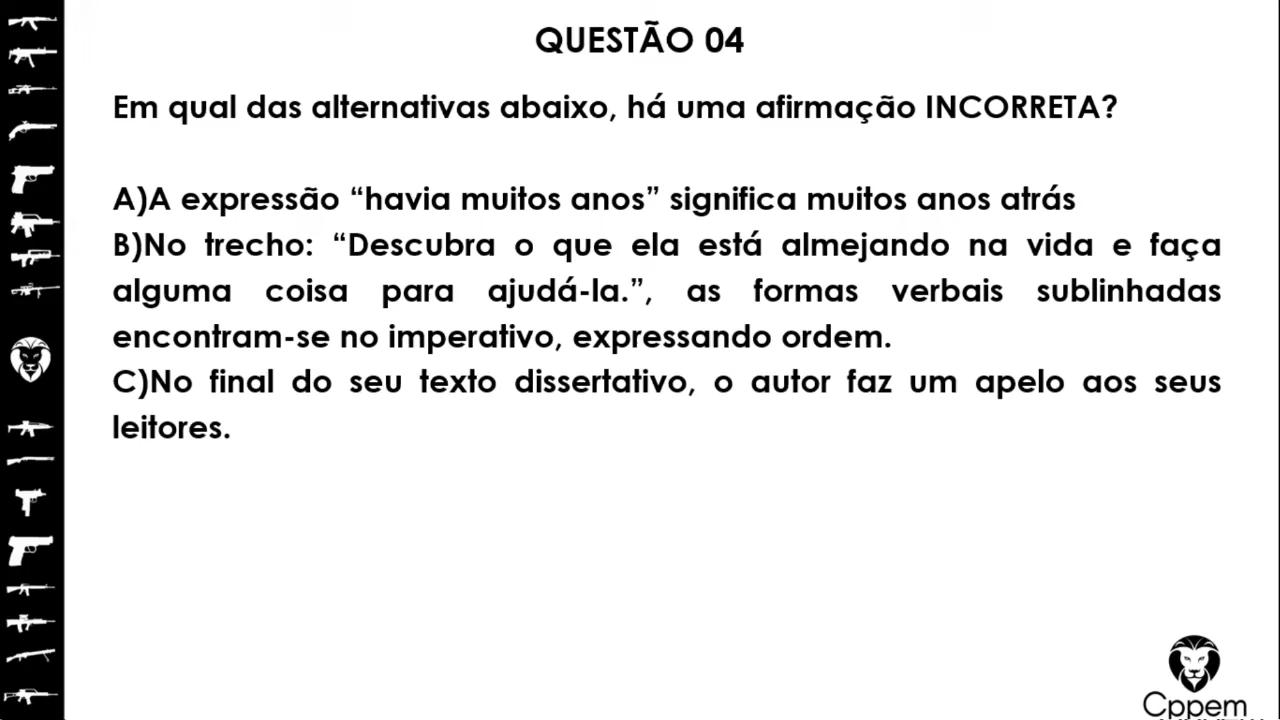 QUESTÃO 04
Em qual das alternativas abaixo, há uma afirmação INCORRETA?
A)A expressão “havia muitos anos” significa muitos anos atrás
B)No trecho: “Descubra o que ela está almejando na vida e faça
alguma coisa para ajudá-la.”, as formas verbais sublinhadas
encontram-se no imperativo, expressando ordem.
C)No final do seu texto dissertativo, o autor faz um apelo aos seus
leitores.
Cppem